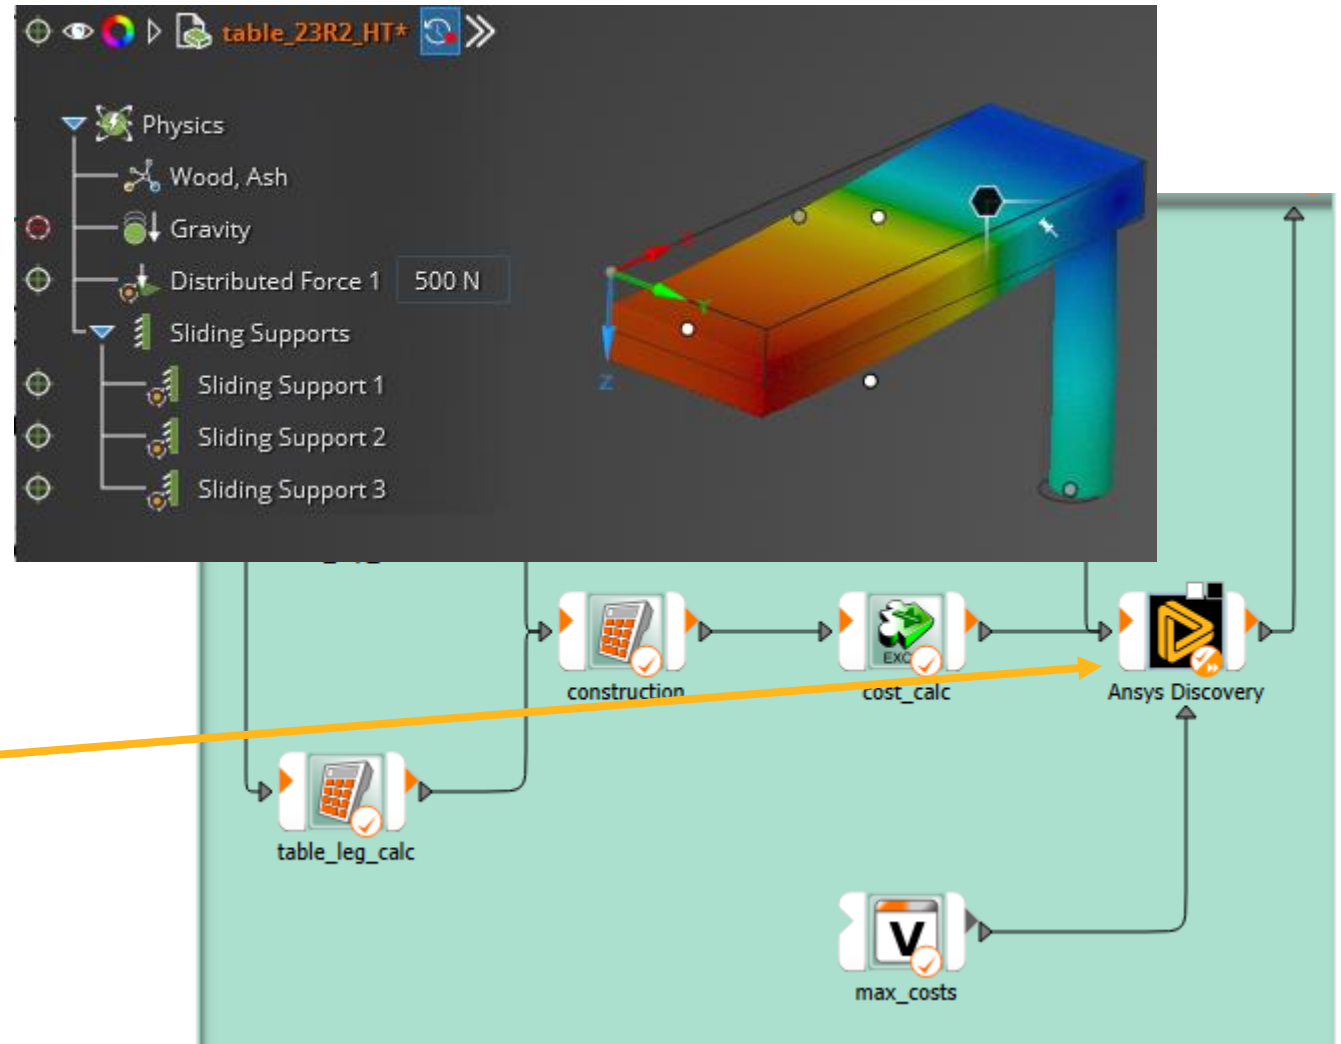 table_23R2_HT*
Physics
Wood, Ash
Gravity
Distributed Force 1 500 N
Sliding Supports
Sliding Support 1
Sliding Support 2
Sliding Support 3
X
Y
Z
construction
EXC
cost_calc
Ansys Discovery
table_leg_calc
V
max_costs